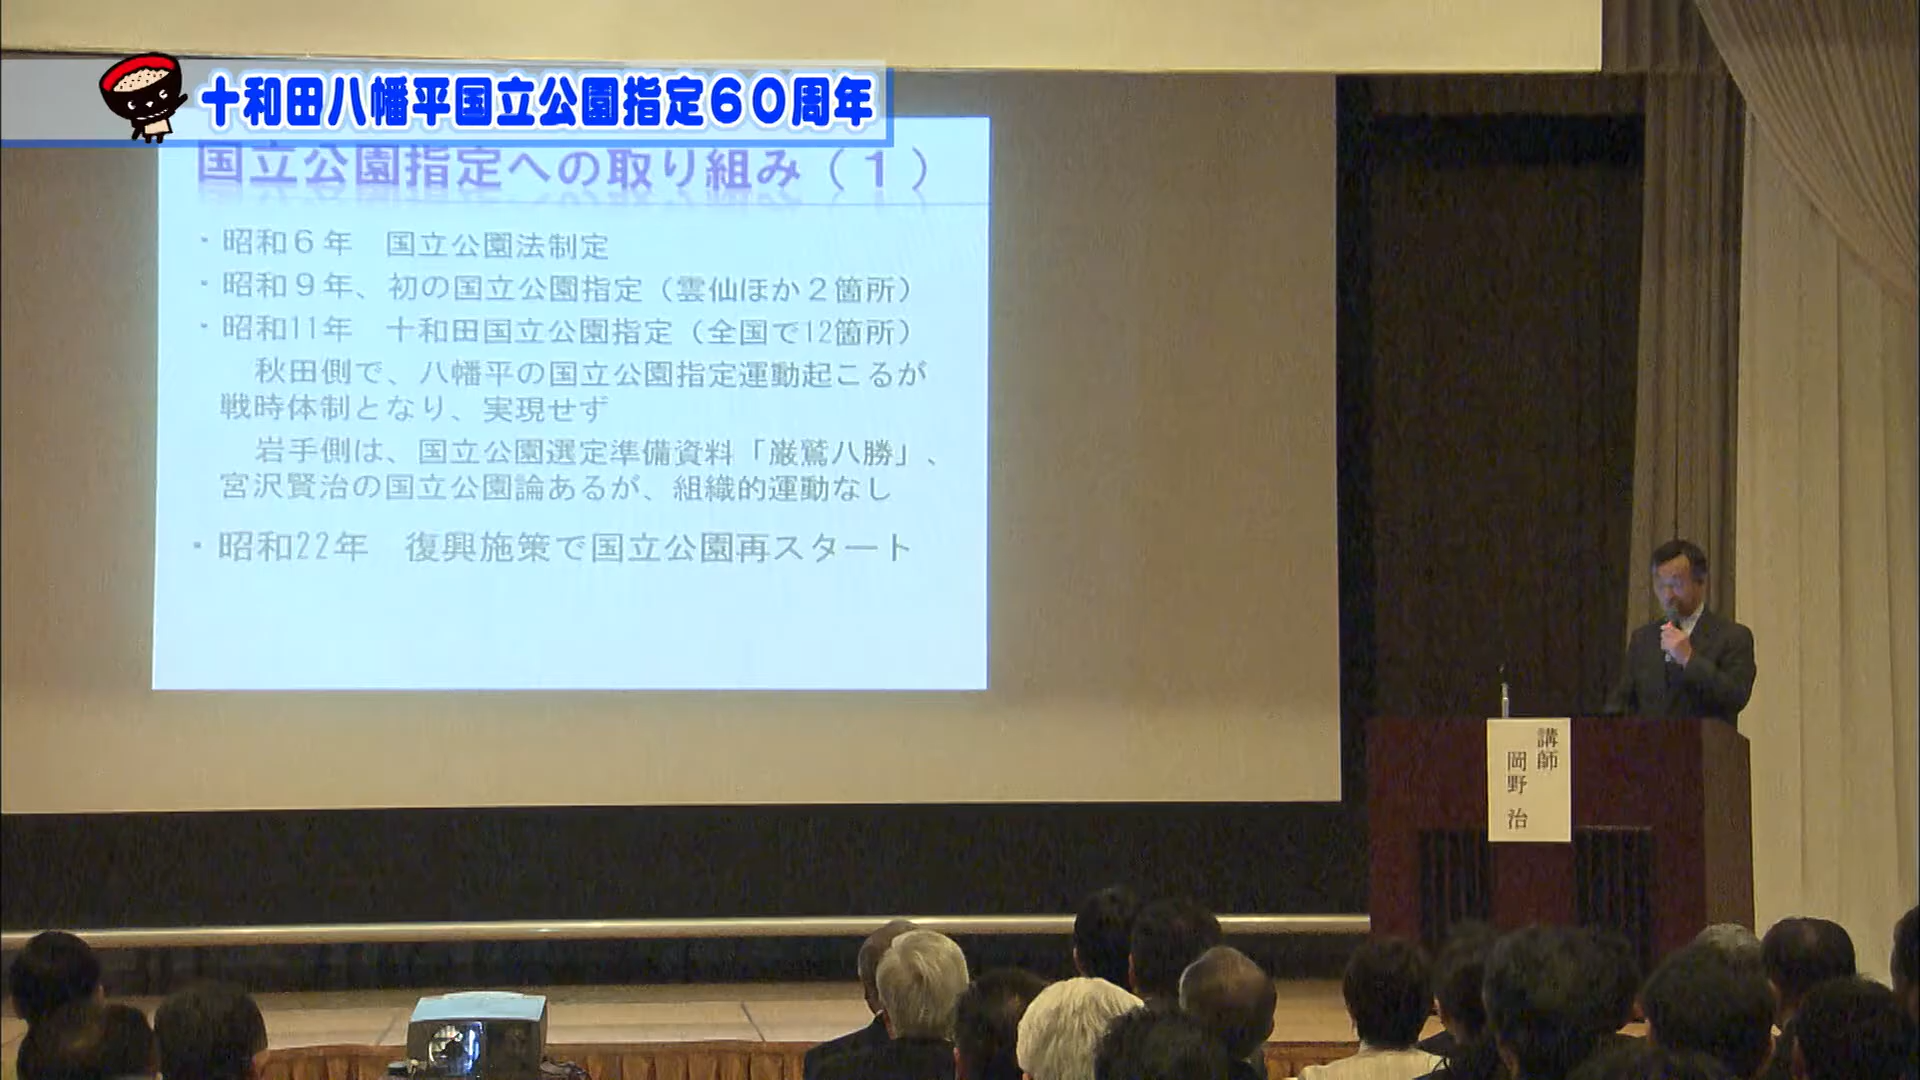 十和田八幡平国立公園指定60周年
国立公園指定への取り組み（1）
・昭和6年　国立公園法制定
・昭和9年、初の国立公園指定（雲仙ほか2箇所）
・昭和11年　十和田国立公園指定（全国で12箇所）
秋田側で、八幡平の国立公園指定運動起こるが
戦時体制となり、実現せず
岩手側は、国立公園選定準備資料「巌鷲八勝」、
宮沢賢治の国立公園論あるが、組織的運動なし
・昭和22年　復興施策で国立公園再スタート
講師
岡野 治